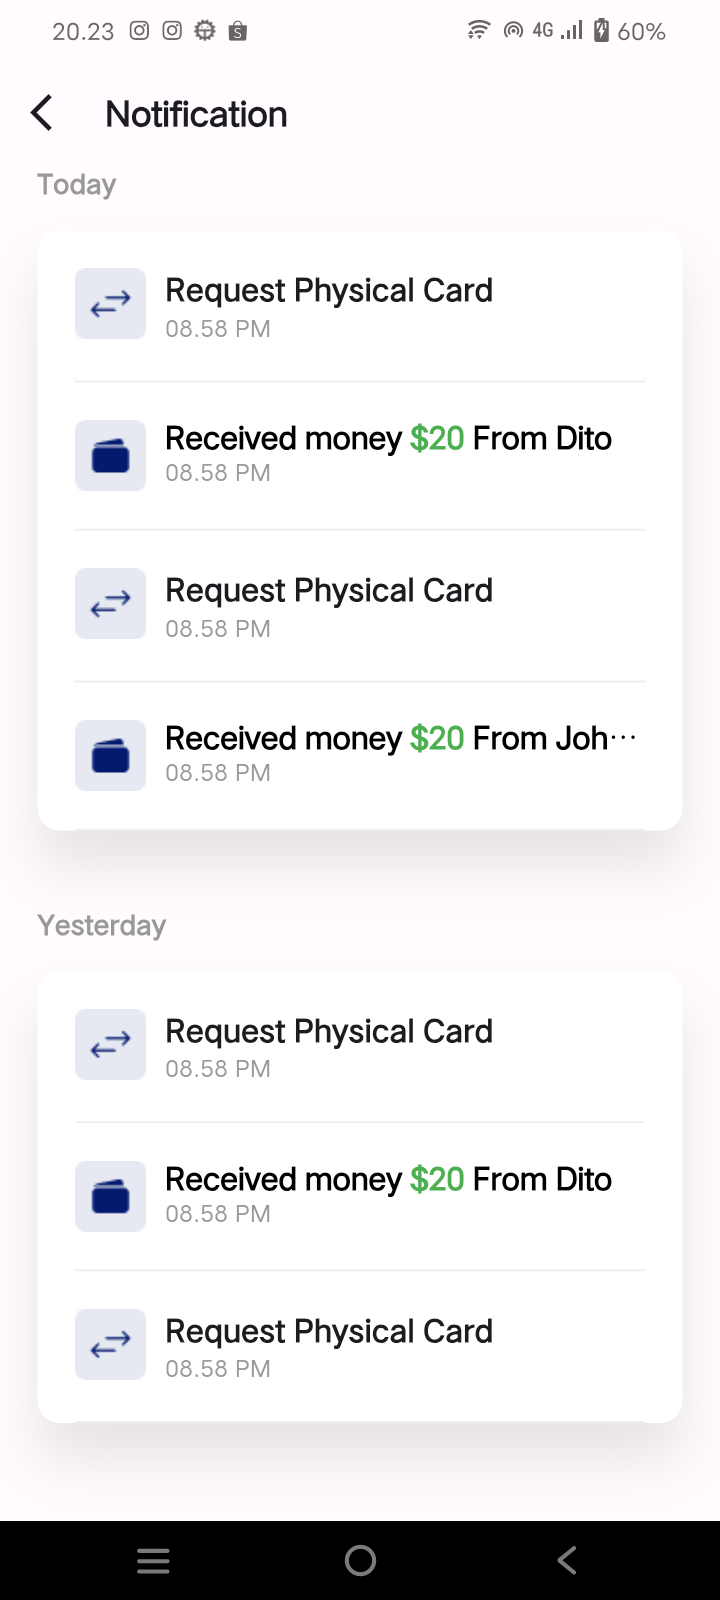 20.23 4G 60%
Notification
Today
Request Physical Card
08.58 PM
Received money $20 From Dito
08.58 PM
Request Physical Card
08.58 PM
Received money $20 From Joh···
08.58 PM
Yesterday
Request Physical Card
08.58 PM
Received money $20 From Dito
08.58 PM
Request Physical Card
08.58 PM